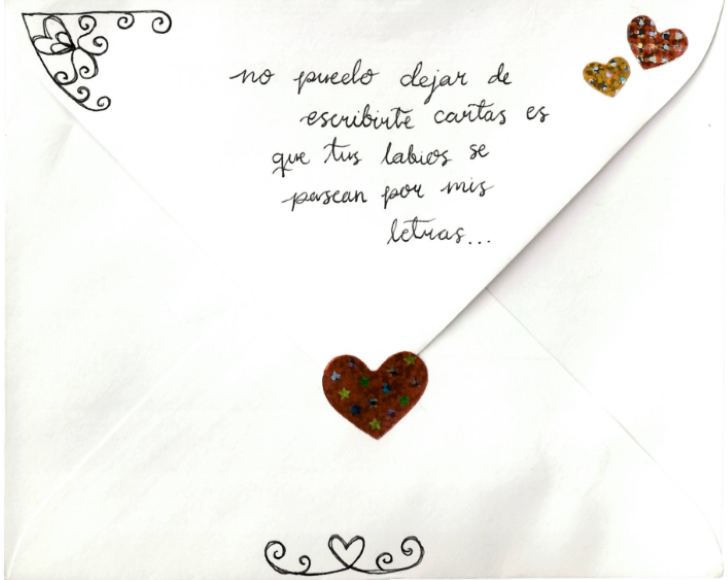 no puedo dejar de
escribirte cartas es
que tus labios se
pasean por mis
letras...